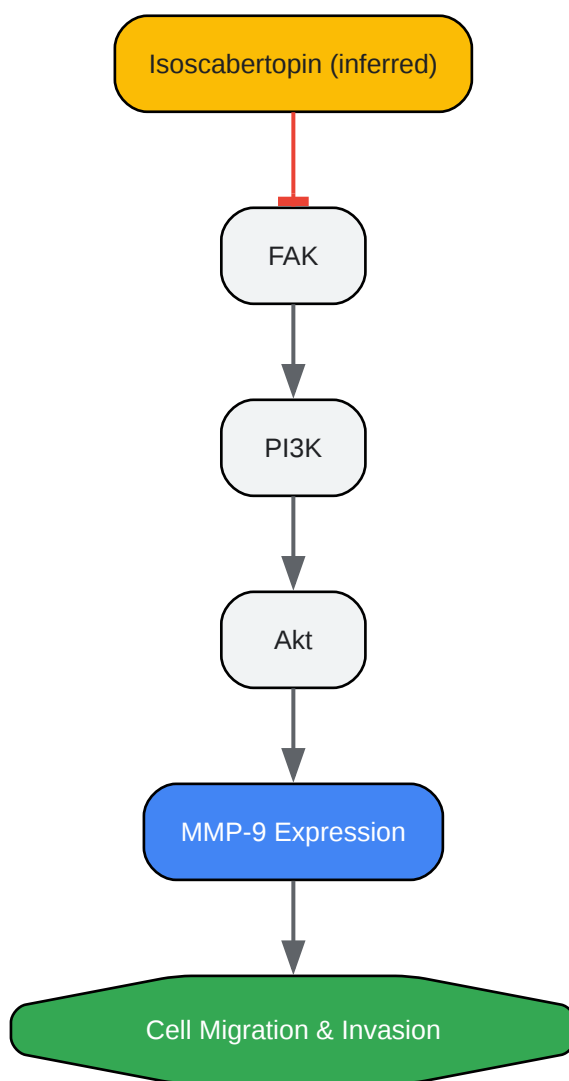 Isoscabertopin (inferred)
FAK
PI3K
Akt
MMP-9 Expression
Cell Migration & Invasion